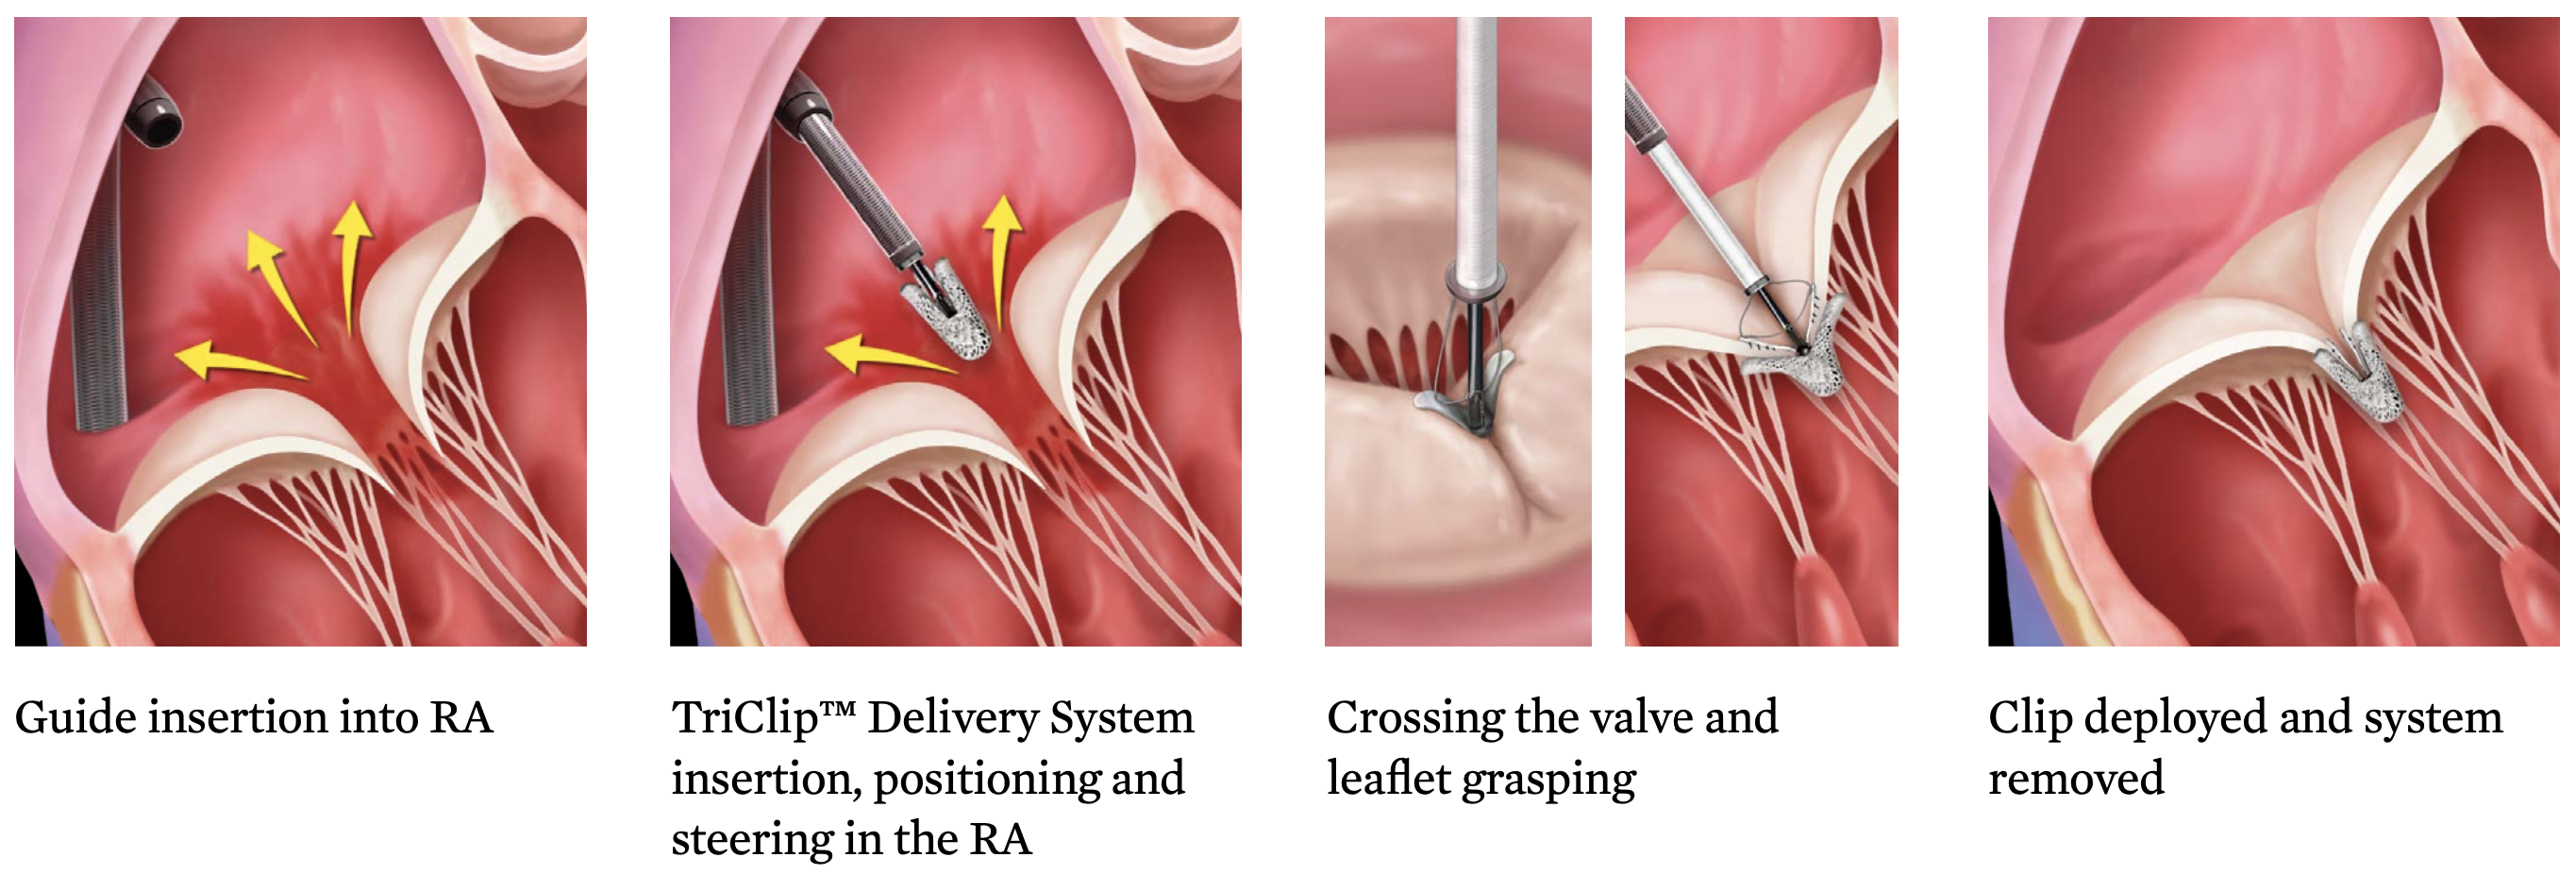 Guide insertion into RA
TriClip™ Delivery System
insertion, positioning and
steering in the RA
Crossing the valve and
leaflet grasping
Clip deployed and system
removed